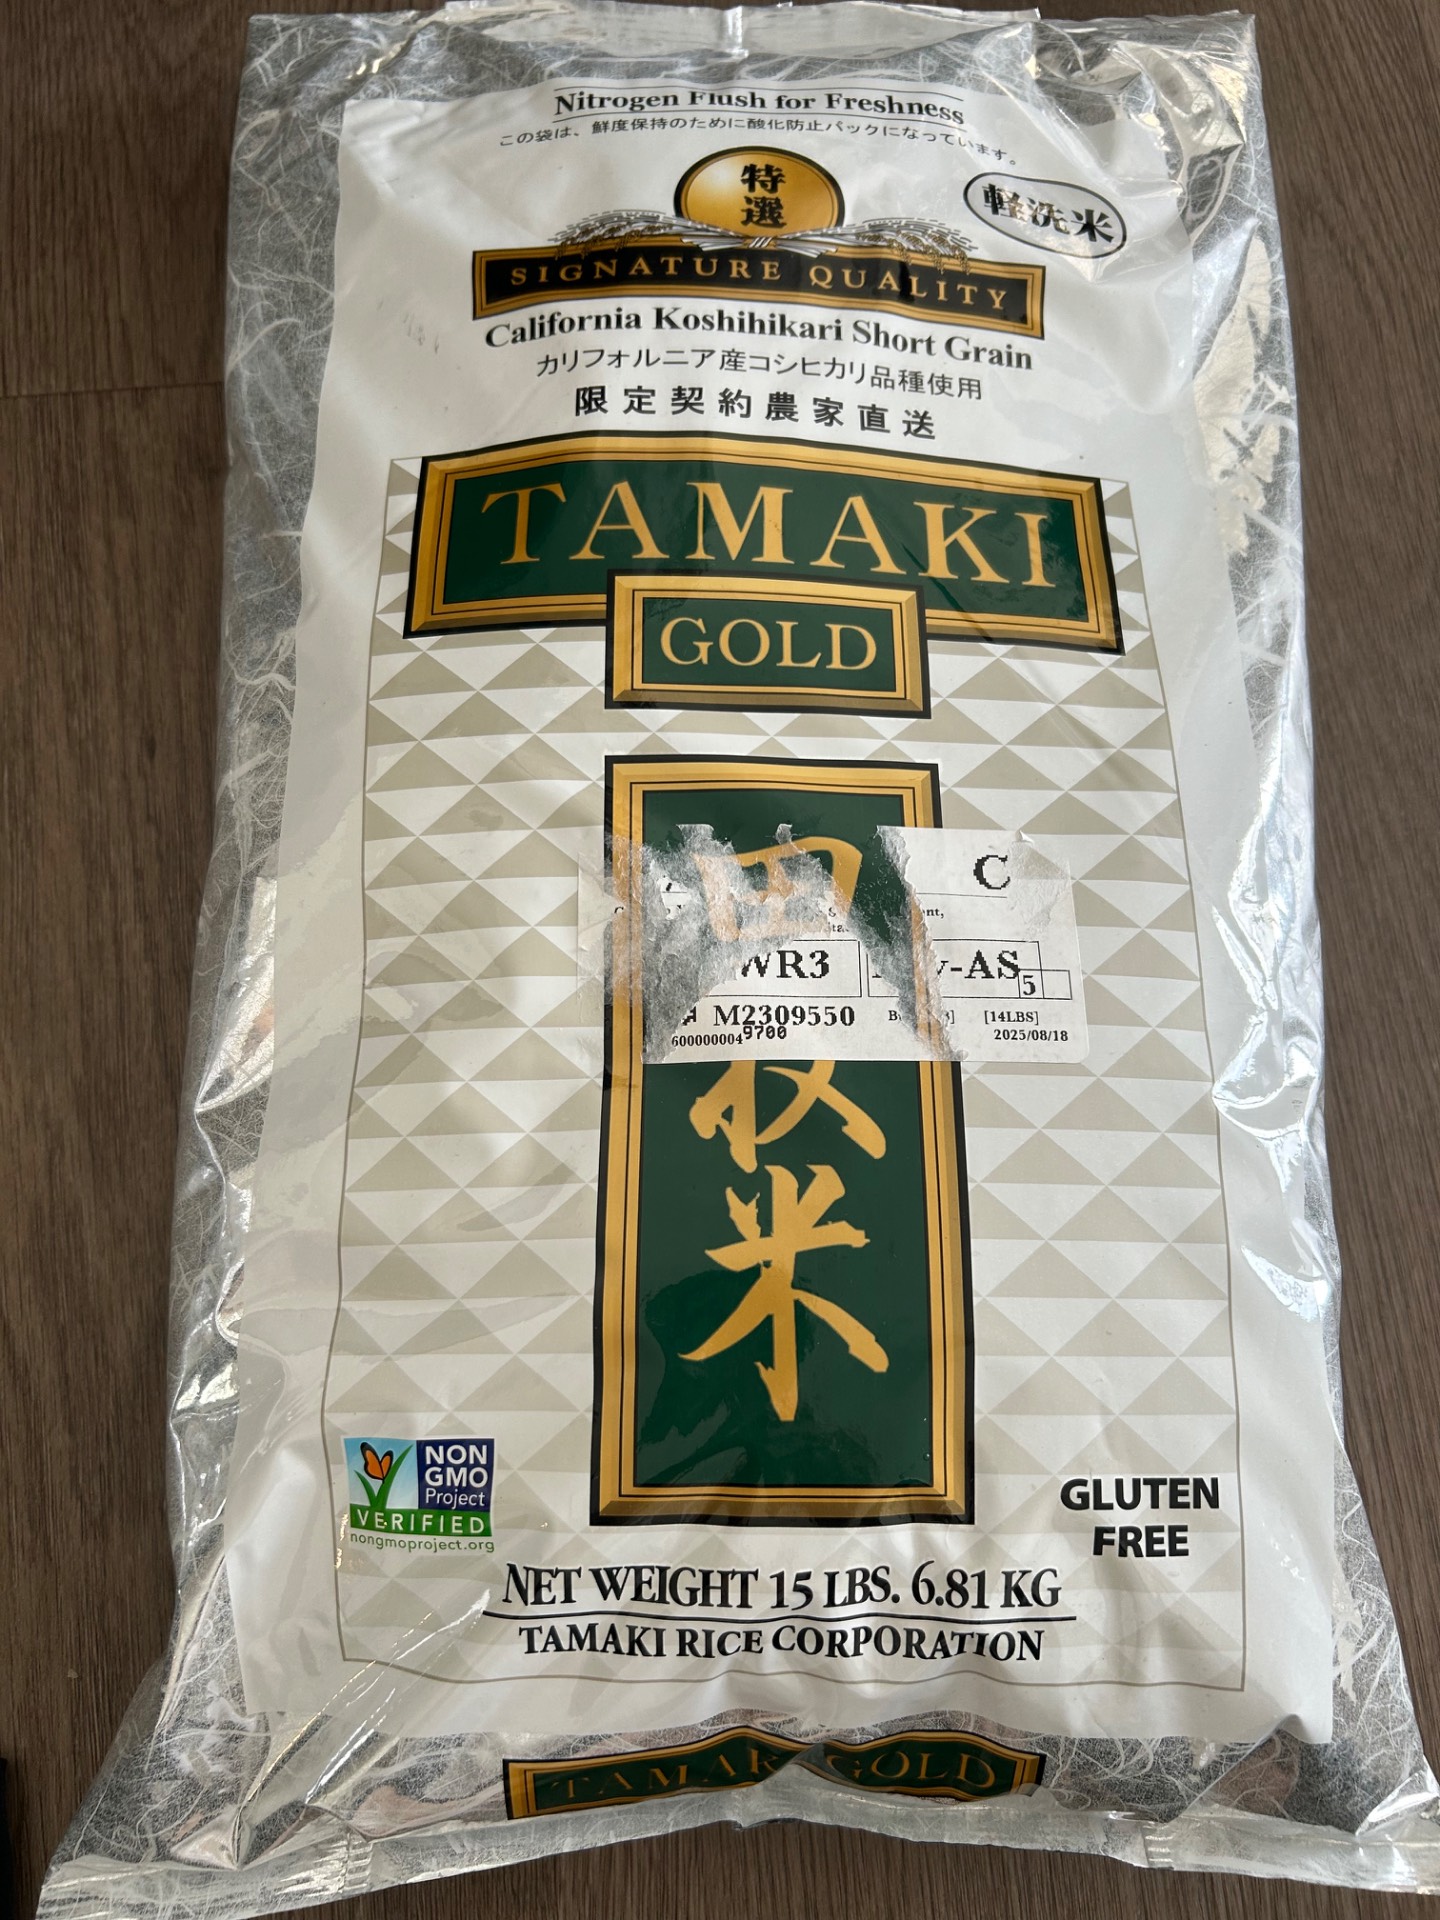 Nitrogen Flush for Freshness
この袋は、鮮度保持のために酸化防止パックになっています。
特
選
軽洗米
SIGNATURE QUALITY
California Koshihikari Short Grain
カリフォルニア産コシヒカリ品種使用
限定契約農家直送
TAMAKI
GOLD
田
C
WR3
-AS
5
M2309550
[14LBS]
600000004
9700
2025/08/18
米
NON
GMO
Project
VERIFIED
nongmoproject.org
GLUTEN
FREE
NET WEIGHT 15 LBS. 6.81 KG
TAMAKI RICE CORPORATION
TAMAK GOLD